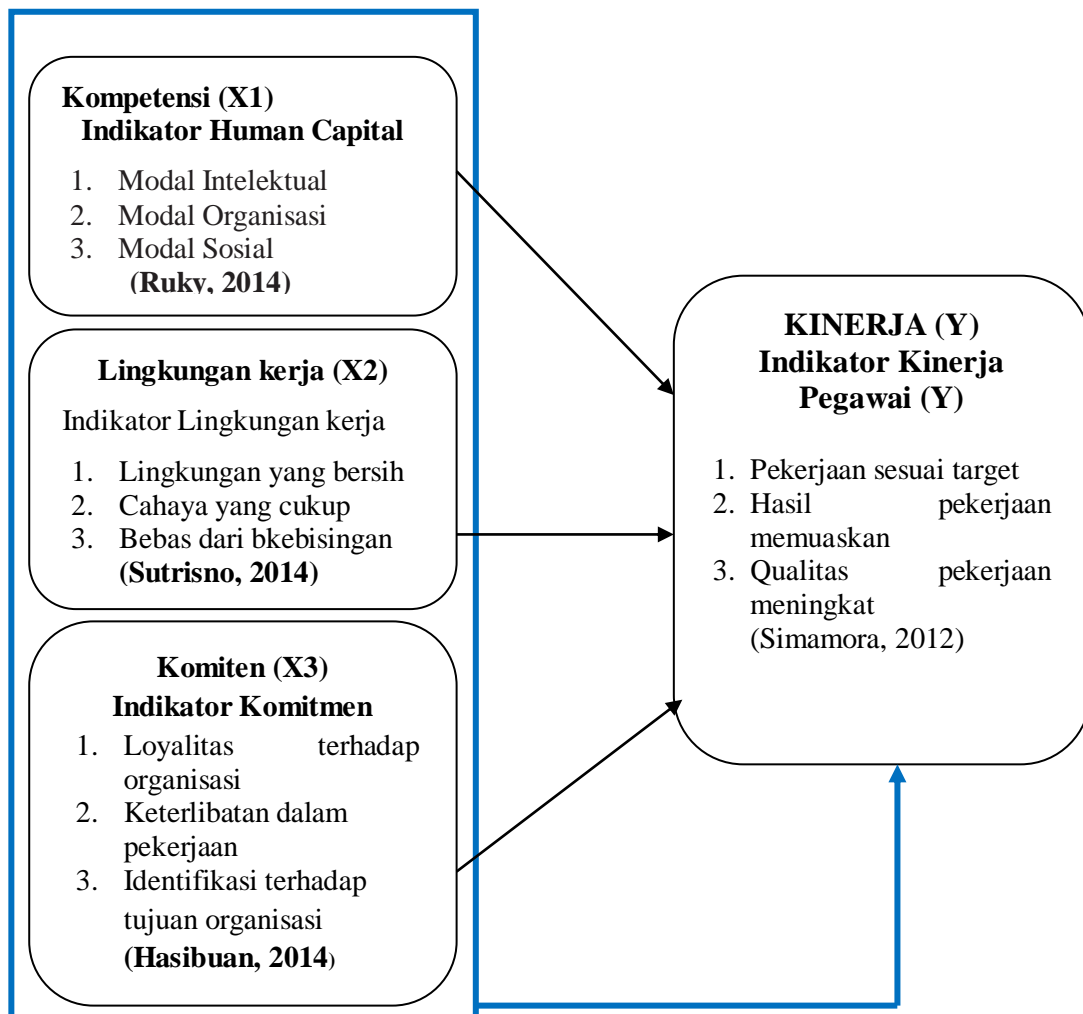 Kompetensi (X1)
Indikator Human Capital
1. Modal Intelektual
2. Modal Organisasi
3. Modal Sosial
(Ruky, 2014)
Lingkungan kerja (X2)
Indikator Lingkungan kerja
1. Lingkungan yang bersih
2. Cahaya yang cukup
3. Bebas dari bkebisingan
(Sutrisno, 2014)
Komiten (X3)
Indikator Komitmen
1. Loyalitas terhadap
organisasi
2. Keterlibatan dalam
pekerjaan
3. Identifikasi terhadap
tujuan organisasi
(Hasibuan, 2014)
KINERJA (Y)
Indikator Kinerja
Pegawai (Y)
1. Pekerjaan sesuai target
2. Hasil pekerjaan
memuaskan
3. Qualitas pekerjaan
meningkat
(Simamora, 2012)